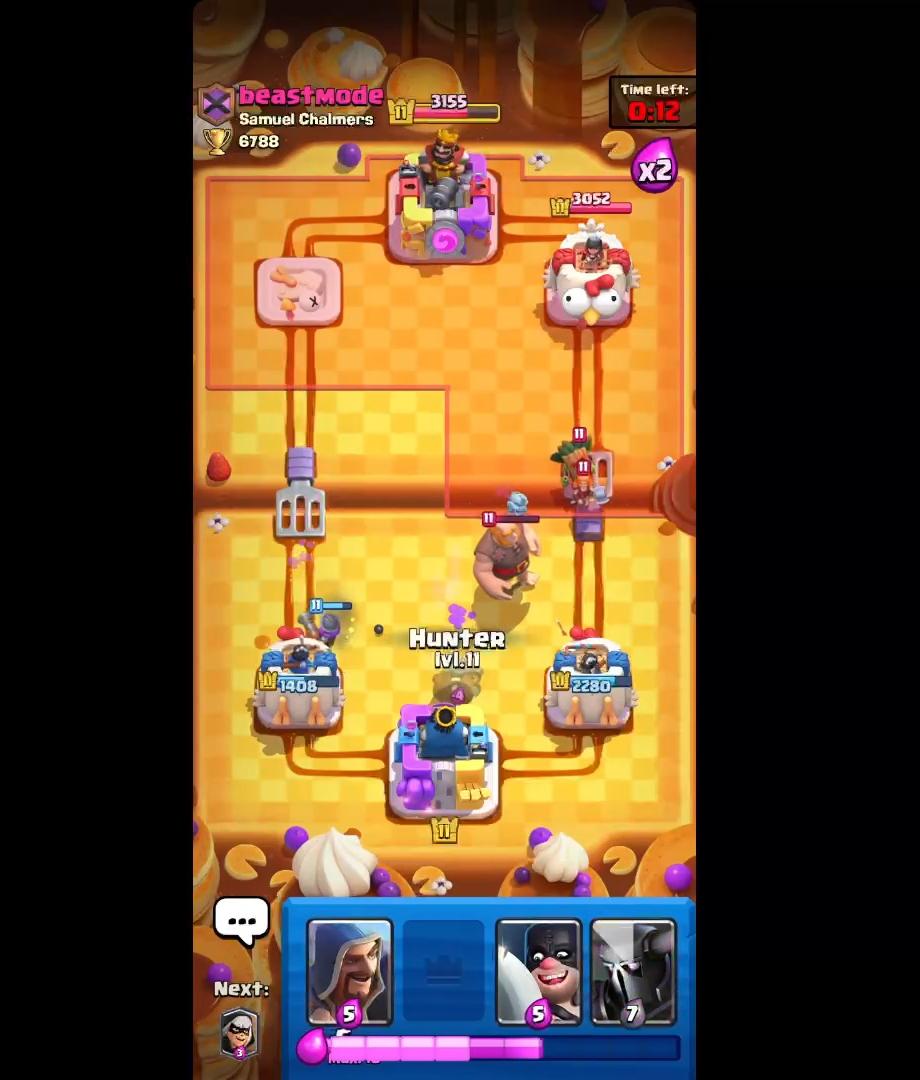 beastmode
Samuel Chalmers
6788
11
3155
Time left:
0:12
x2
3052
11
11
11
11
Hunter
lvl.11
1408
2280
4
11
...
Next:
3
5
5
7